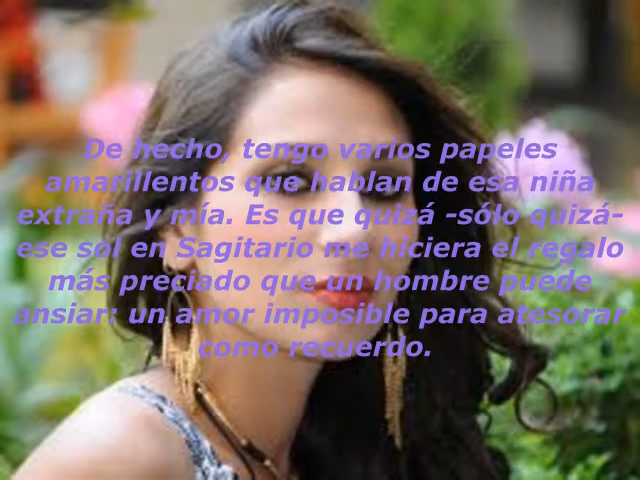 De hecho, tengo varios papeles
amarillentos que hablan de esa niña
extraña y mía. Es que quizá -sólo quizá-
ese sol en Sagitario me hiciera el regalo
más preciado que un hombre puede
ansiar: un amor imposible para atesorar
como recuerdo.